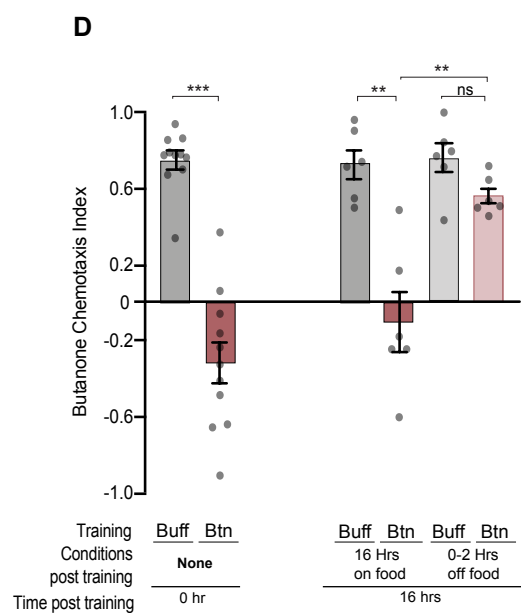 D
***
**
**
ns
Butanone Chemotaxis Index
1.0
0.6
0.2
0
-0.2
-0.6
-1.0
Training Buff Btn Buff Btn Buff Btn
Conditions post training None 16 Hrs on food 0-2 Hrs off food
Time post training 0 hr 16 hrs